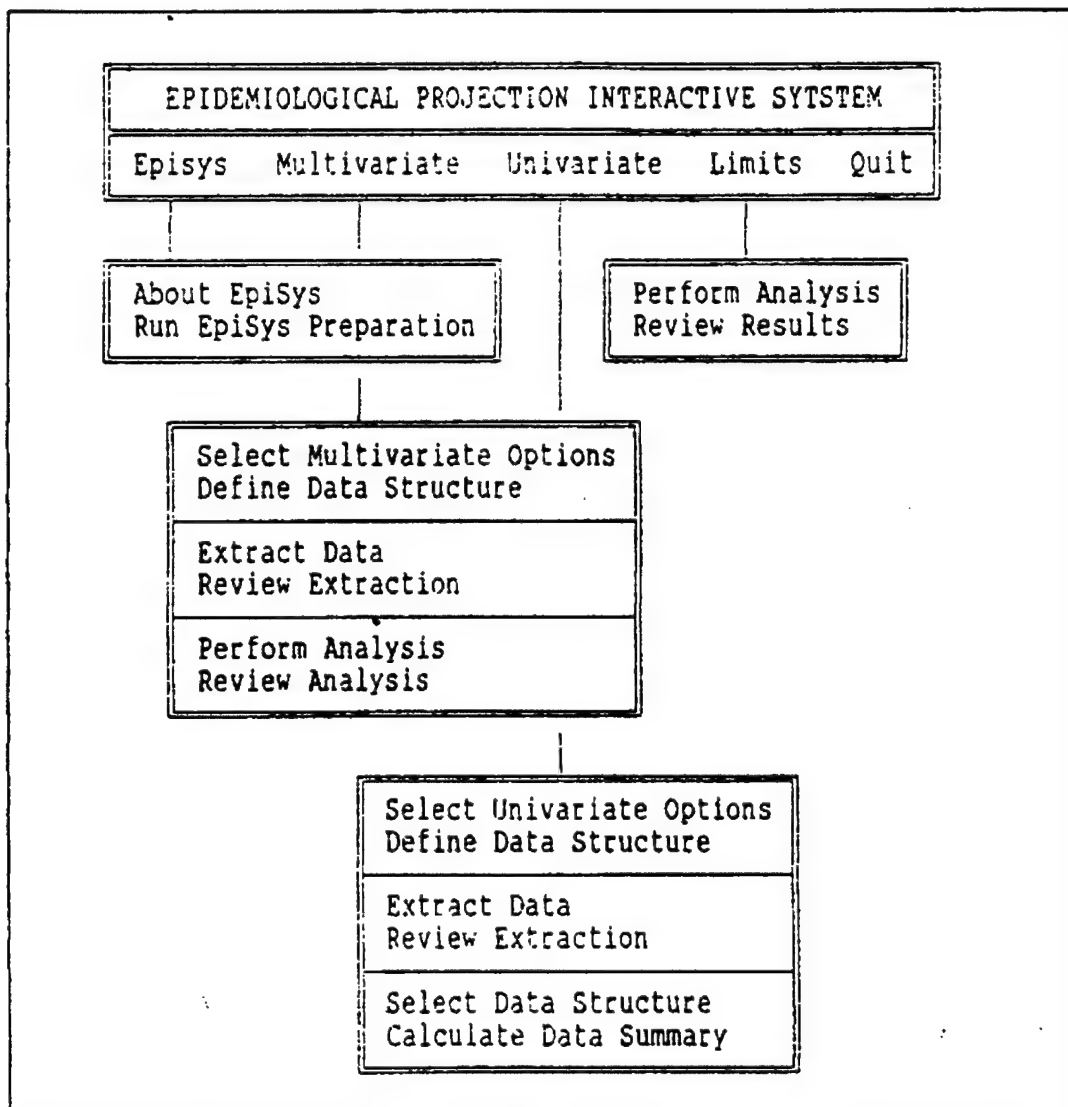 EPIDEMIOLOGICAL PROJECTION INTERACTIVE SYTSTEM
Episys Multivariate Univariate Limits Quit
About EpiSys
Run EpiSys Preparation
Perform Analysis
Review Results
Select Multivariate Options
Define Data Structure
Extract Data
Review Extraction
Perform Analysis
Review Analysis
Select Univariate Options
Define Data Structure
Extract Data
Review Extraction
Select Data Structure
Calculate Data Summary